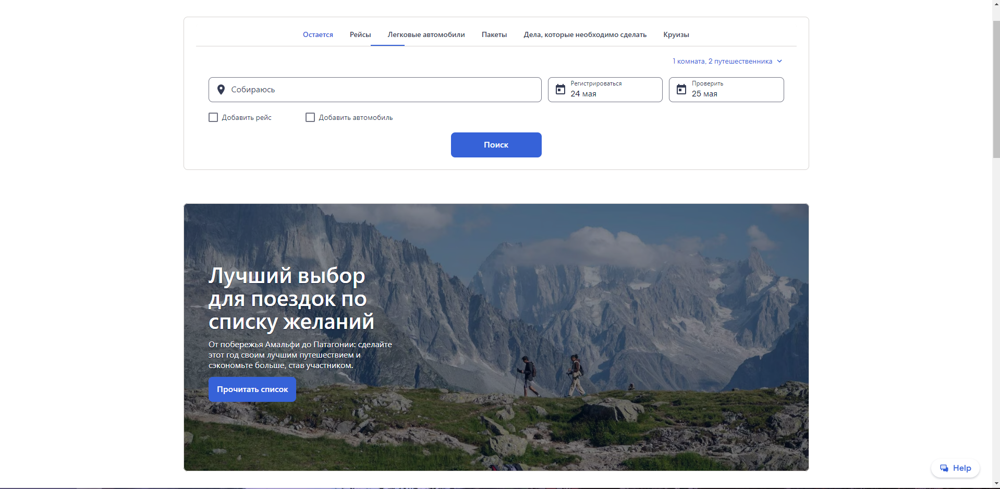 Остается Рейсы Легковые автомобили Пакеты Дела, которые необходимо сделать Круизы
1 комната, 2 путешественника
Собираюсь
Регистрироваться
24 мая
Проверить
25 мая
Добавить рейс Добавить автомобиль
Поиск
Лучший выбор
для поездок по
списку желаний
От побережья Амальфи до Патагонии: сделайте
этот год своим лучшим путешествием и
сэкономьте больше, став участником.
Прочитать список
Help